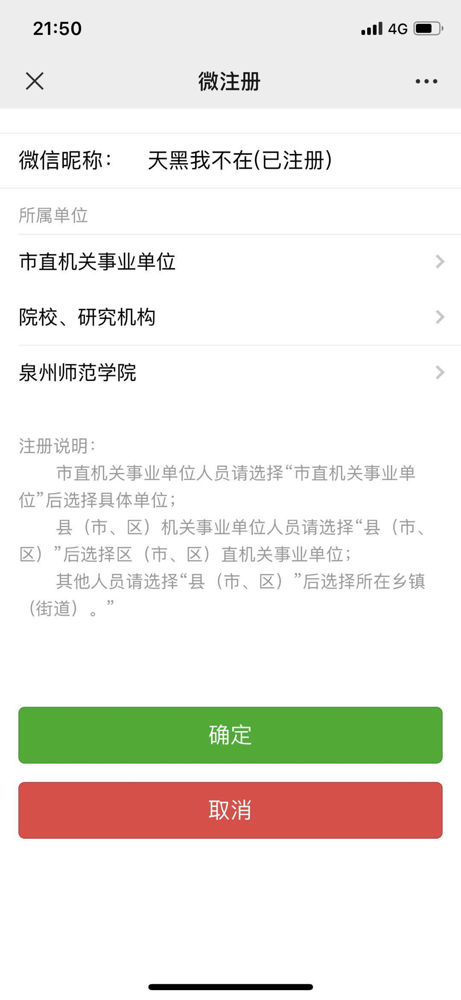 21:50
4G
微注册
微信昵称： 天黑我不在(已注册)
所属单位
市直机关事业单位
院校、研究机构
泉州师范学院
注册说明：
市直机关事业单位人员请选择“市直机关事业单
位”后选择具体单位；
县（市、区）机关事业单位人员请选择“县（市、
区）”后选择区（市、区）直机关事业单位；
其他人员请选择“县（市、区）”后选择所在乡镇
（街道）。”
确定
取消